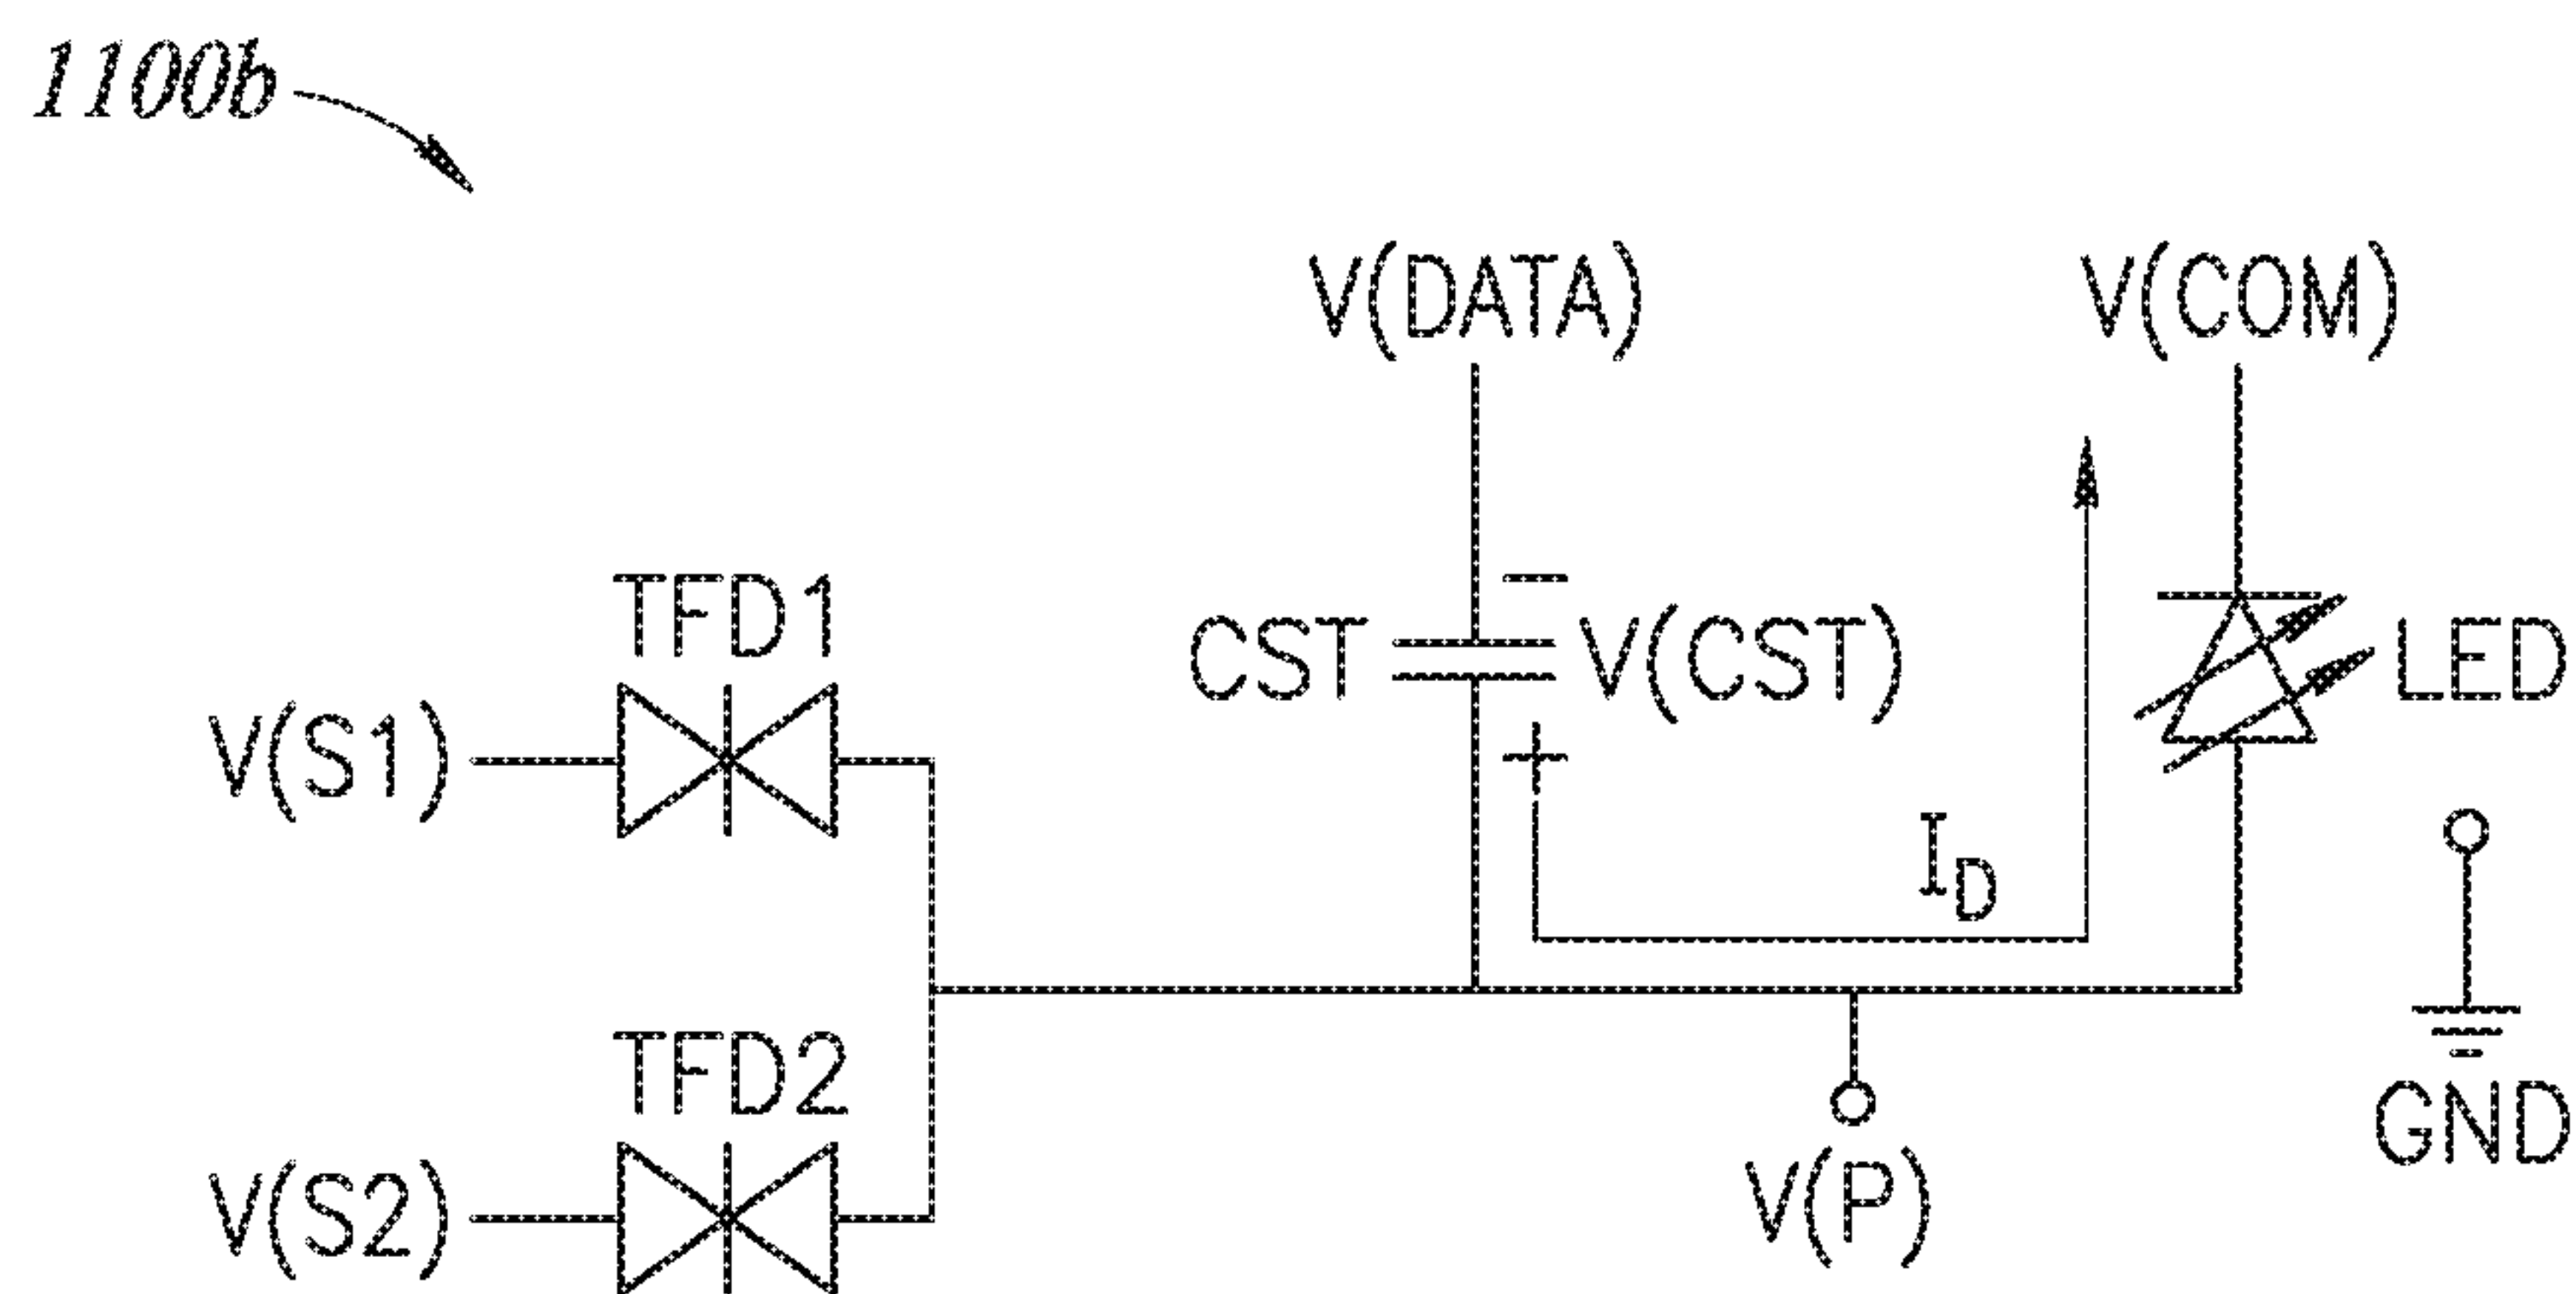 1100b
V(DATA)
V(COM)
TFD1
CST
−
V(CST)
+
LED
V(S1)
I_D
TFD2
GND
V(S2)
V(P)